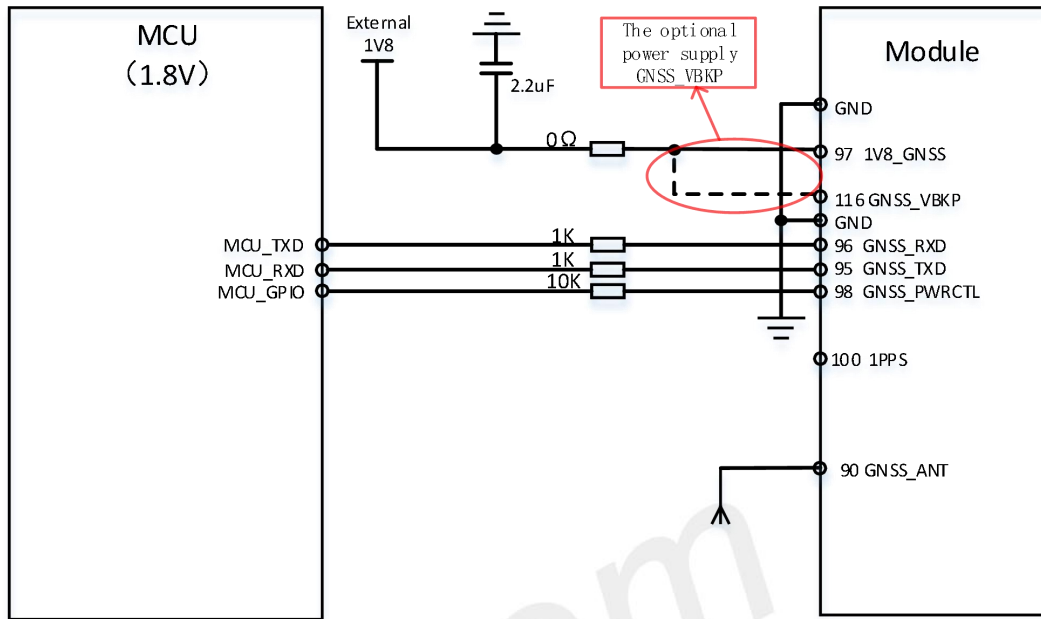 MCU
（1.8V）
External
1V8
2.2uF
The optional
power supply
GNSS_VBKP
Module
GND
0Ω
97 1V8_GNSS
116 GNSS_VBKP
GND
MCU_TXD
1K
96 GNSS_RXD
MCU_RXD
1K
95 GNSS_TXD
MCU_GPIO
10K
98 GNSS_PWRCTL
100 1PPS
90 GNSS_ANT